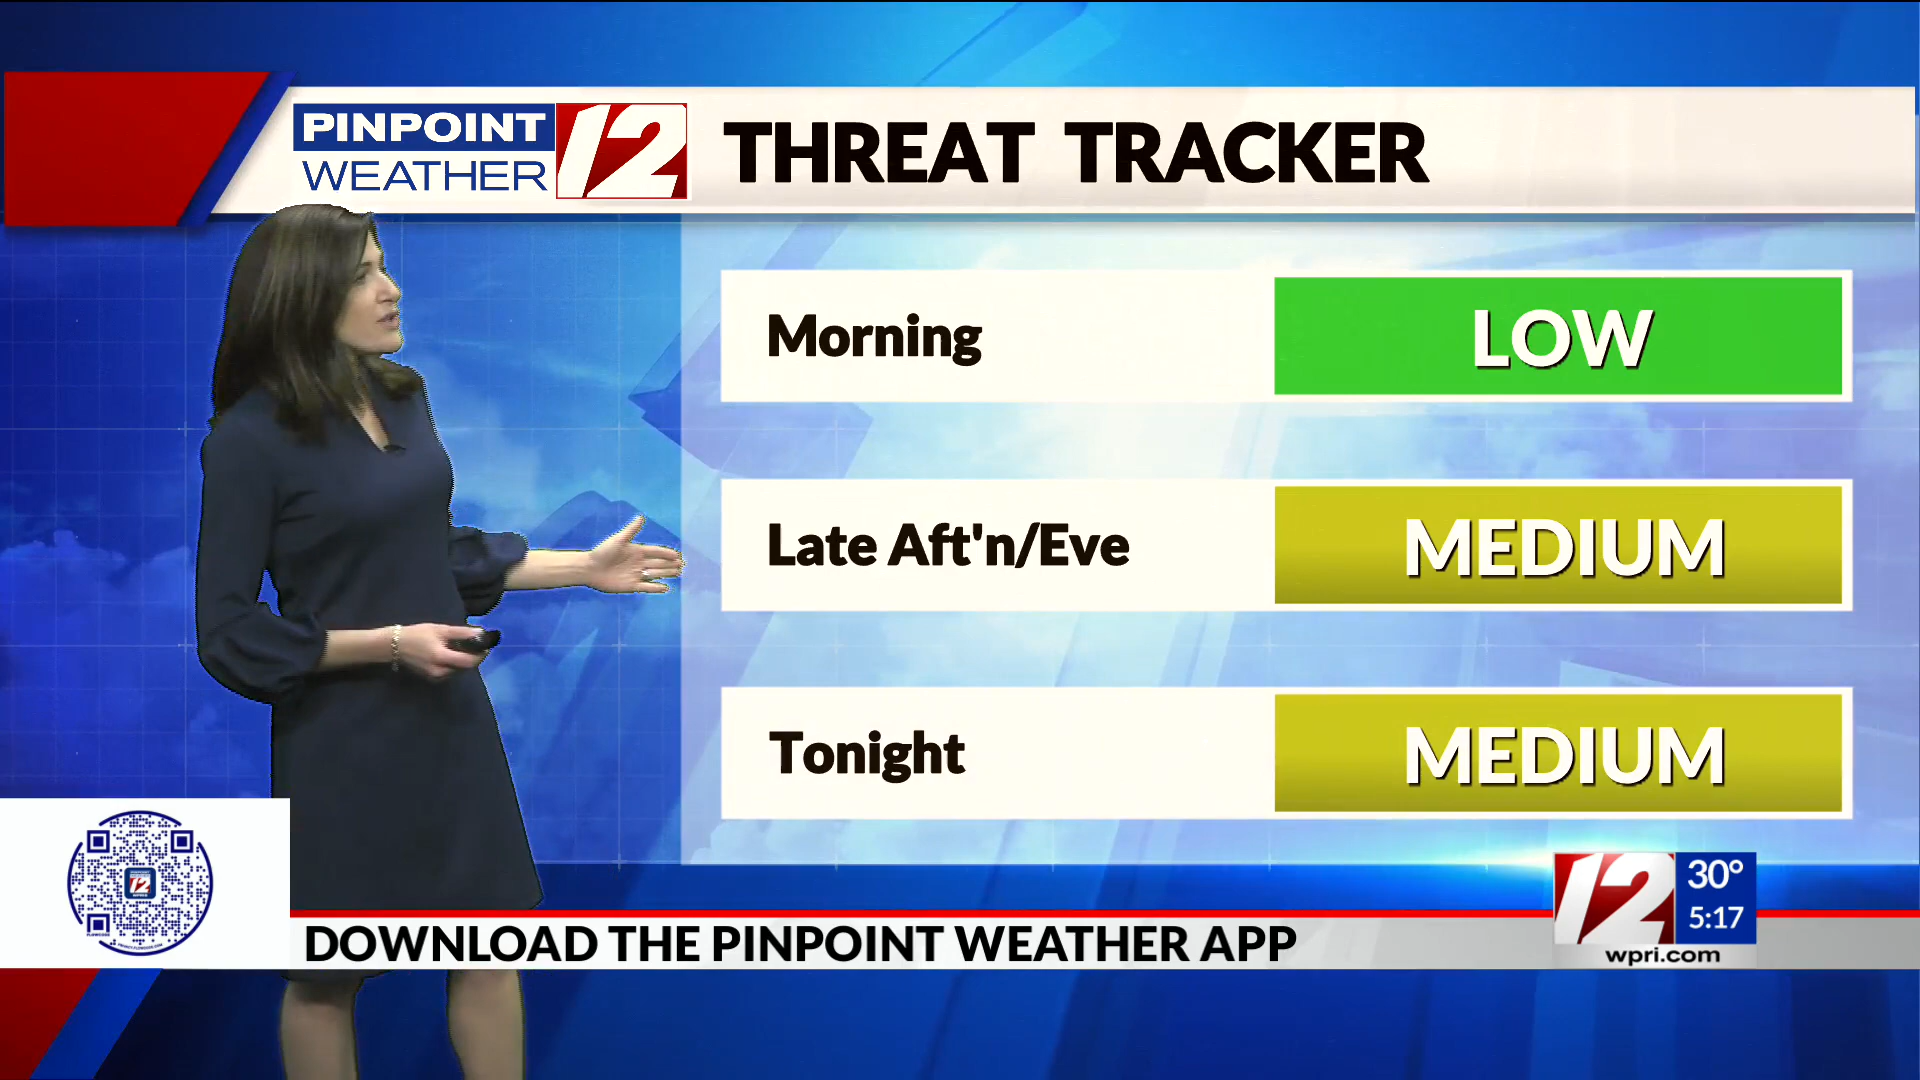 PINPOINT
WEATHER
12
THREAT TRACKER
Morning
LOW
Late Aft'n/Eve
MEDIUM
Tonight
MEDIUM
12
30°
5:17
wpri.com
12
DOWNLOAD THE PINPOINT WEATHER APP